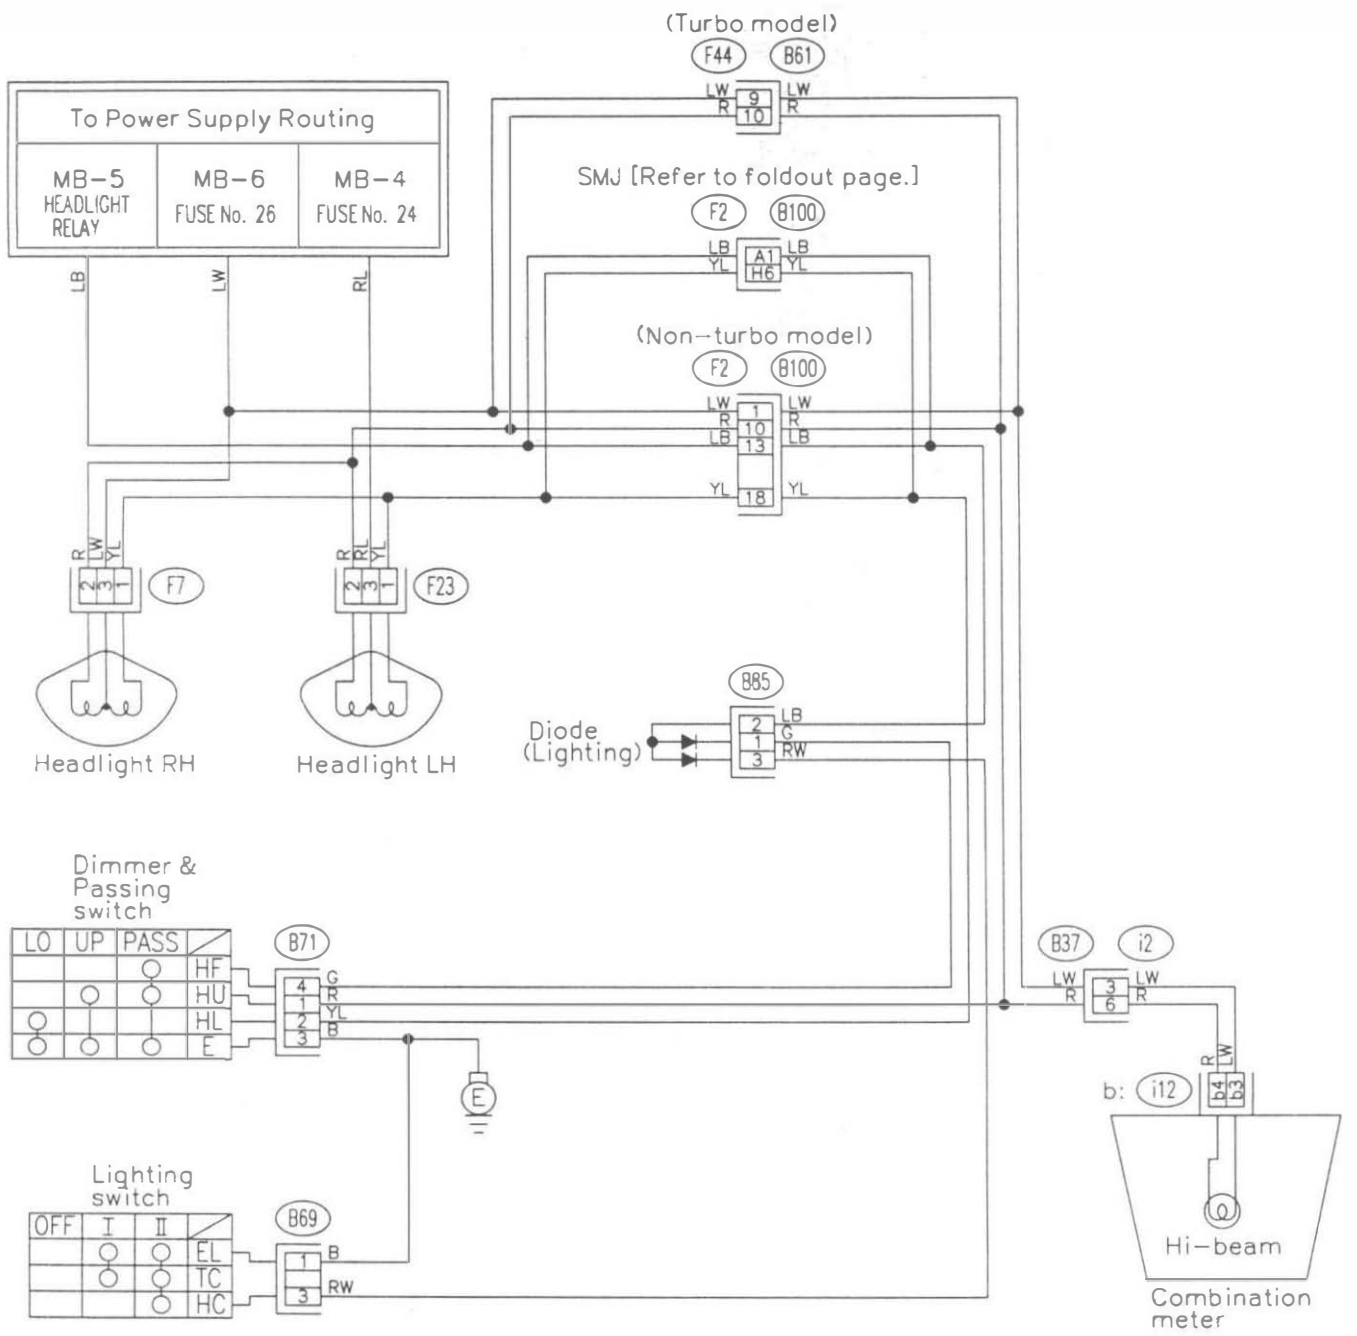 (Turbo model)
F44 B61
LW 9 LW
R 10 R
To Power Supply Routing
MB-5 MB-6 MB-4
HEADLIGHT RELAY FUSE No. 26 FUSE No. 24
LB LW RL
SMJ [Refer to foldout page.]
F2 B100
LB A1 LB
YL H6 YL
(Non-turbo model)
F2 B100
LW 1 LW
R 10 R
LB 13 LB
YL 18 YL
R LW YL
2 3 1
F7
R RL YL
2 3 1
F23
Headlight RH
Headlight LH
B85
Diode
(Lighting)
2 LB
1 G
3 RW
Dimmer &
Passing
switch
LO UP PASS
HF
HU
HL
E
B71
4 G
1 R
2 YL
3 B
E
B37 i2
LW 3 LW
R 6 R
R LW
b: i12
b4 b3
Hi-beam
Combination
meter
Lighting
switch
OFF I II
EL
TC
HC
B69
1 B
3 RW